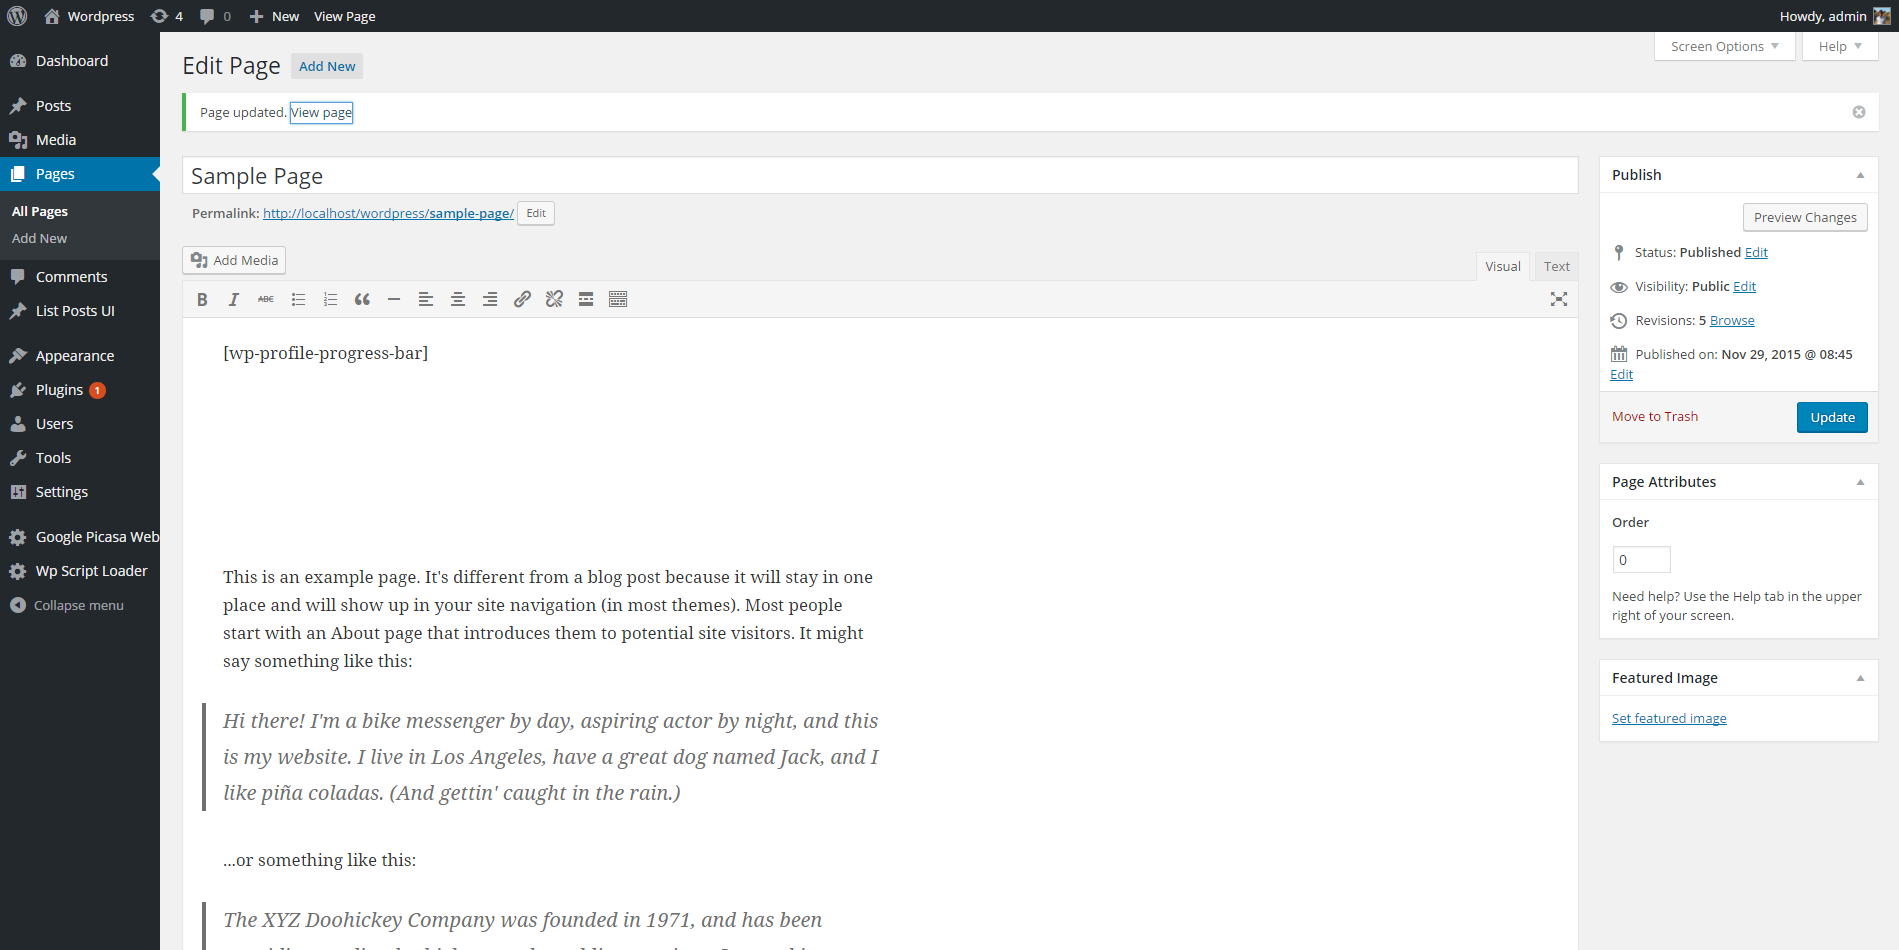 Wordpress 4 0 New View Page Howdy, admin
Dashboard
Posts
Media
Pages
All Pages
Add New
Comments
List Posts UI
Appearance
Plugins 1
Users
Tools
Settings
Google Picasa Web
Wp Script Loader
Collapse menu
Screen Options Help
Edit Page Add New
Page updated. View page
Sample Page
Permalink: http://localhost/wordpress/sample-page/ Edit
Add Media
Visual Text
B I ABC
[wp-profile-progress-bar]
This is an example page. It's different from a blog post because it will stay in one
place and will show up in your site navigation (in most themes). Most people
start with an About page that introduces them to potential site visitors. It might
say something like this:
Hi there! I'm a bike messenger by day, aspiring actor by night, and this
is my website. I live in Los Angeles, have a great dog named Jack, and I
like piña coladas. (And gettin' caught in the rain.)
...or something like this:
The XYZ Doohickey Company was founded in 1971, and has been
Publish
Preview Changes
Status: Published Edit
Visibility: Public Edit
Revisions: 5 Browse
Published on: Nov 29, 2015 @ 08:45
Edit
Move to Trash Update
Page Attributes
Order
0
Need help? Use the Help tab in the upper
right of your screen.
Featured Image
Set featured image